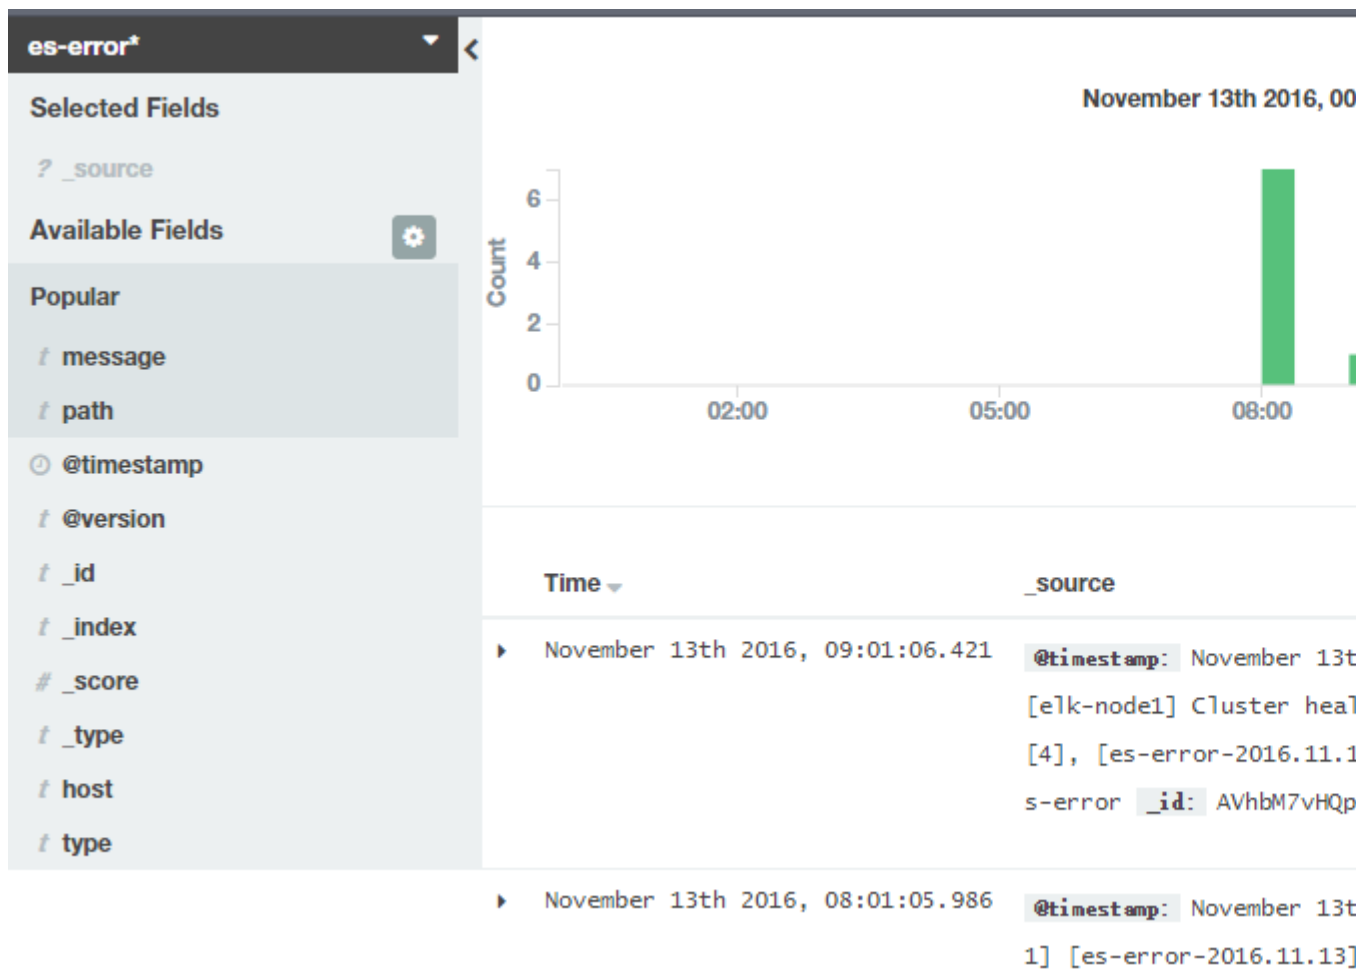 es-error*
Selected Fields
? _source
Available Fields
Popular
t message
t path
@timestamp
t @version
t _id
t _index
# _score
t _type
t host
t type
November 13th 2016, 00
Count
6
4
2
0
02:00 05:00 08:00
Time _source
November 13th 2016, 09:01:06.421 @timestamp: November 13t
[elk-node1] Cluster heal
[4], [es-error-2016.11.1
s-error _id: AVhbM7vHQp
November 13th 2016, 08:01:05.986 @timestamp: November 13t
1] [es-error-2016.11.13]